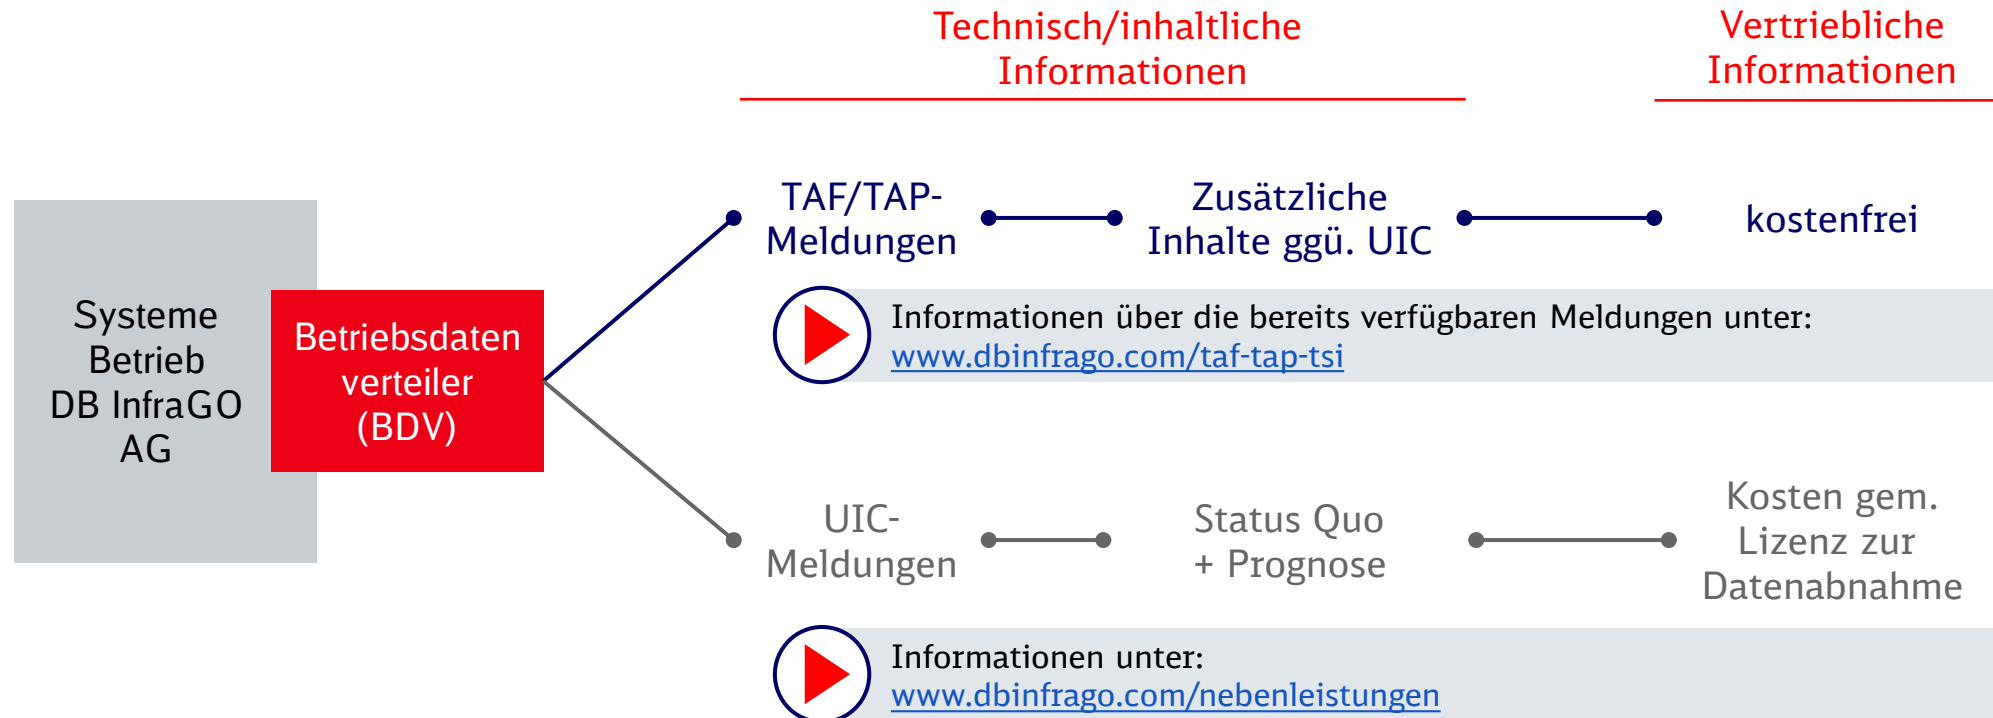 Technisch/inhaltliche
Informationen
Vertriebliche
Informationen
Systeme
Betrieb
DB InfraGO
AG
Betriebsdaten
verteiler
(BDV)
TAF/TAP-
Meldungen
Zusätzliche
Inhalte ggü. UIC
kostenfrei
Informationen über die bereits verfügbaren Meldungen unter:
www.dbinfrago.com/taf-tap-tsi
UIC-
Meldungen
Status Quo
+ Prognose
Kosten gem.
Lizenz zur
Datenabnahme
Informationen unter:
www.dbinfrago.com/nebenleistungen